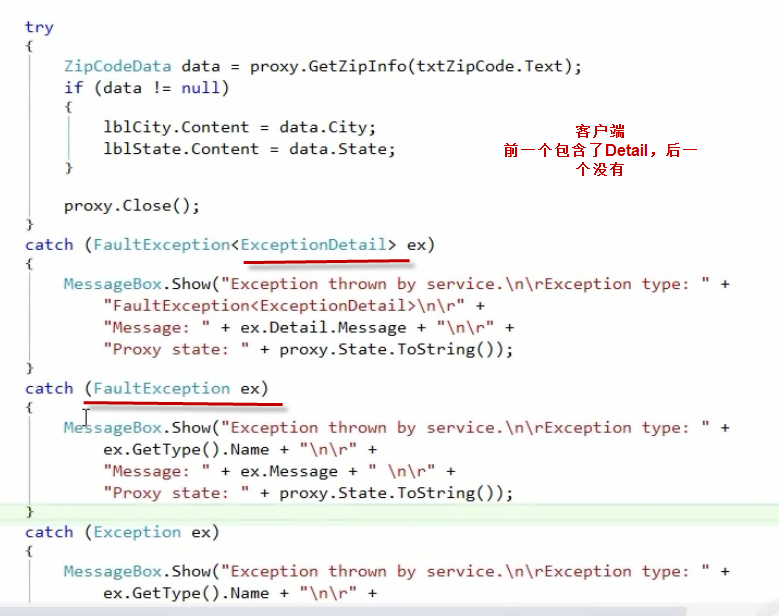 try
{
ZipCodeData data = proxy.GetZipInfo(txtZipCode.Text);
if (data != null)
{
lblCity.Content = data.City;
lblState.Content = data.State;
}
客户端
前一个包含了Detail，后一
个没有
proxy.Close();
}
catch (FaultException<ExceptionDetail> ex)
{
MessageBox.Show("Exception thrown by service.\n\rException type: " +
"FaultException<ExceptionDetail>\n\r" +
"Message: " + ex.Detail.Message + "\n\r" +
"Proxy state: " + proxy.State.ToString());
}
catch (FaultException ex)
{
MessageBox.Show("Exception thrown by service.\n\rException type: " +
ex.GetType().Name + "\n\r" +
"Message: " + ex.Message + " \n\r" +
"Proxy state: " + proxy.State.ToString());
}
catch (Exception ex)
{
MessageBox.Show("Exception thrown by service.\n\rException type: " +
ex.GetType().Name + "\n\r" +